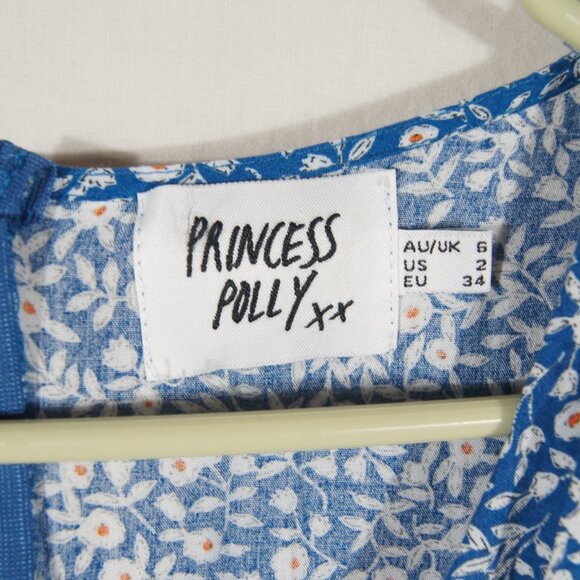 PRINCESS
POLLY xx
AU/UK 6
US 2
EU 34